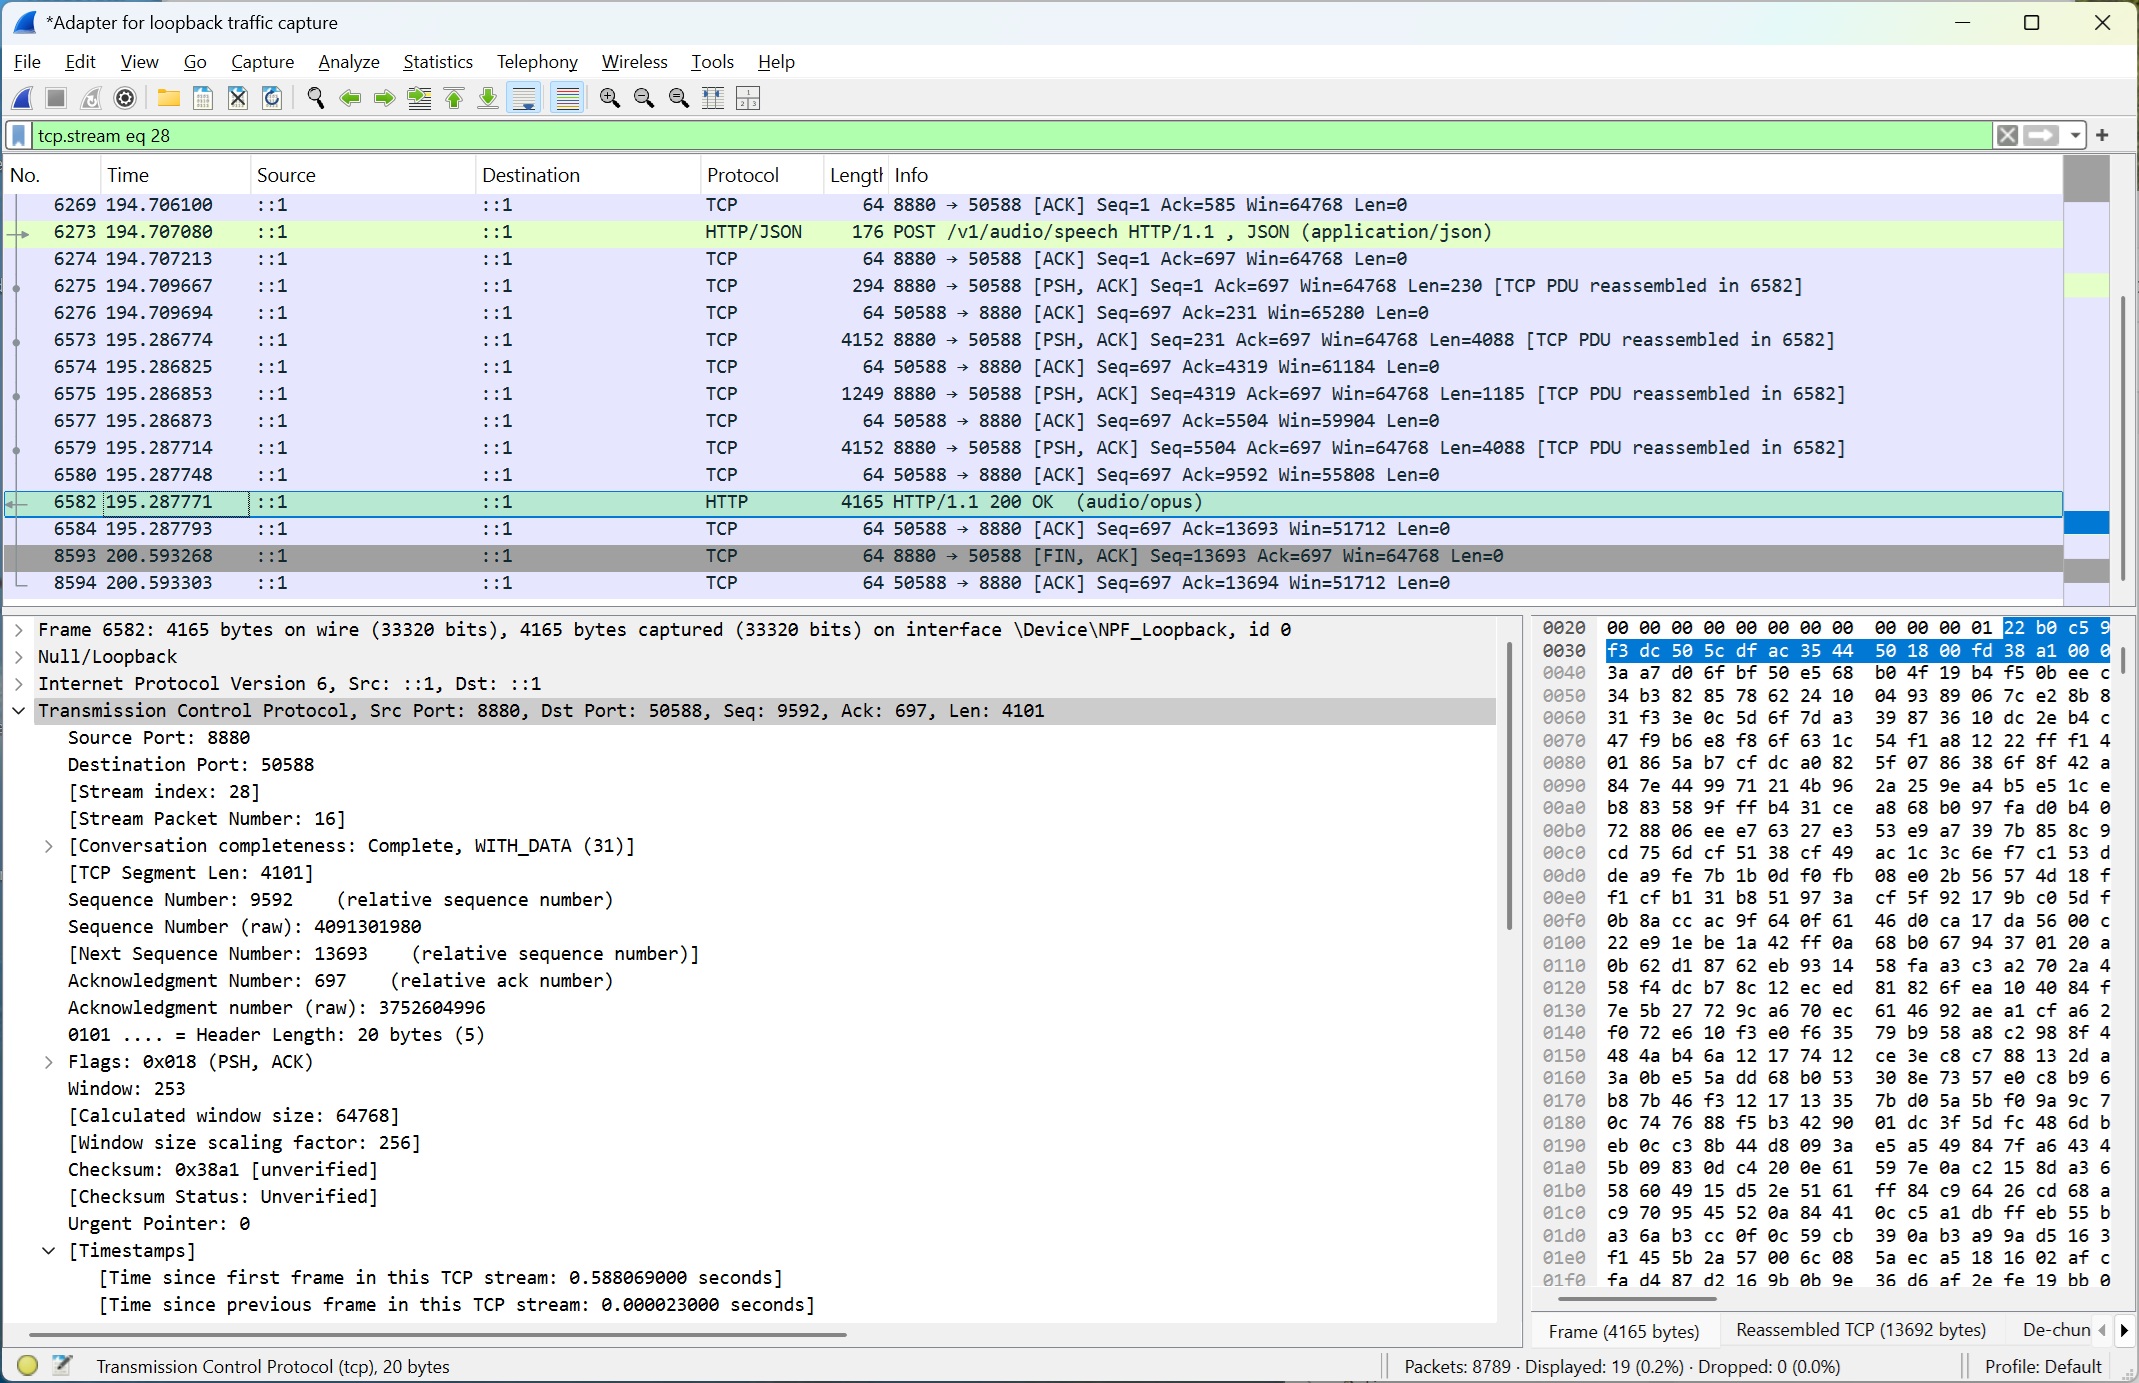 *Adapter for loopback traffic capture
File Edit View Go Capture Analyze Statistics Telephony Wireless Tools Help
tcp.stream eq 28
No. Time Source Destination Protocol Length Info
6269 194.706100 ::1 ::1 TCP 64 8880 → 50588 [ACK] Seq=1 Ack=585 Win=64768 Len=0
6273 194.707080 ::1 ::1 HTTP/JSON 176 POST /v1/audio/speech HTTP/1.1 , JSON (application/json)
6274 194.707213 ::1 ::1 TCP 64 8880 → 50588 [ACK] Seq=1 Ack=697 Win=64768 Len=0
6275 194.709667 ::1 ::1 TCP 294 8880 → 50588 [PSH, ACK] Seq=1 Ack=697 Win=64768 Len=230 [TCP PDU reassembled in 6582]
6276 194.709694 ::1 ::1 TCP 64 50588 → 8880 [ACK] Seq=697 Ack=231 Win=65280 Len=0
6573 195.286774 ::1 ::1 TCP 4152 8880 → 50588 [PSH, ACK] Seq=231 Ack=697 Win=64768 Len=4088 [TCP PDU reassembled in 6582]
6574 195.286825 ::1 ::1 TCP 64 50588 → 8880 [ACK] Seq=697 Ack=4319 Win=61184 Len=0
6575 195.286853 ::1 ::1 TCP 1249 8880 → 50588 [PSH, ACK] Seq=4319 Ack=697 Win=64768 Len=1185 [TCP PDU reassembled in 6582]
6577 195.286873 ::1 ::1 TCP 64 50588 → 8880 [ACK] Seq=697 Ack=5504 Win=59904 Len=0
6579 195.287714 ::1 ::1 TCP 4152 8880 → 50588 [PSH, ACK] Seq=5504 Ack=697 Win=64768 Len=4088 [TCP PDU reassembled in 6582]
6580 195.287748 ::1 ::1 TCP 64 50588 → 8880 [ACK] Seq=697 Ack=9592 Win=55808 Len=0
6582 195.287771 ::1 ::1 HTTP 4165 HTTP/1.1 200 OK  (audio/opus)
6584 195.287793 ::1 ::1 TCP 64 50588 → 8880 [ACK] Seq=697 Ack=13693 Win=51712 Len=0
8593 200.593268 ::1 ::1 TCP 64 8880 → 50588 [FIN, ACK] Seq=13693 Ack=697 Win=64768 Len=0
8594 200.593303 ::1 ::1 TCP 64 50588 → 8880 [ACK] Seq=697 Ack=13694 Win=51712 Len=0
Frame 6582: 4165 bytes on wire (33320 bits), 4165 bytes captured (33320 bits) on interface \Device\NPF_Loopback, id 0
Null/Loopback
Internet Protocol Version 6, Src: ::1, Dst: ::1
Transmission Control Protocol, Src Port: 8880, Dst Port: 50588, Seq: 9592, Ack: 697, Len: 4101
Source Port: 8880
Destination Port: 50588
[Stream index: 28]
[Stream Packet Number: 16]
[Conversation completeness: Complete, WITH_DATA (31)]
[TCP Segment Len: 4101]
Sequence Number: 9592    (relative sequence number)
Sequence Number (raw): 4091301980
[Next Sequence Number: 13693    (relative sequence number)]
Acknowledgment Number: 697    (relative ack number)
Acknowledgment number (raw): 3752604996
0101 .... = Header Length: 20 bytes (5)
Flags: 0x018 (PSH, ACK)
Window: 253
[Calculated window size: 64768]
[Window size scaling factor: 256]
Checksum: 0x38a1 [unverified]
[Checksum Status: Unverified]
Urgent Pointer: 0
[Timestamps]
[Time since first frame in this TCP stream: 0.588069000 seconds]
[Time since previous frame in this TCP stream: 0.000023000 seconds]
0020 00 00 00 00 00 00 00 00 00 00 00 01 22 b0 c5 9
0030 f3 dc 50 5c df ac 35 44 50 18 00 fd 38 a1 00 0
0040 3a a7 d0 6f bf 50 e5 68 b0 4f 19 b4 f5 0b ee c
0050 34 b3 82 85 78 62 24 10 04 93 89 06 7c e2 8b 8
0060 31 f3 3e 0c 5d 6f 7d a3 39 87 36 10 dc 2e b4 c
0070 47 f9 b6 e8 f8 6f 63 1c 54 f1 a8 12 22 ff f1 4
0080 01 86 5a b7 cf dc a0 82 5f 07 86 38 6f 8f 42 a
0090 84 7e 44 99 71 21 4b 96 2a 25 9e a4 b5 e5 1c e
00a0 b8 83 58 9f ff b4 31 ce a8 68 b0 97 fa d0 b4 0
00b0 72 88 06 ee e7 63 27 e3 53 e9 a7 39 7b 85 8c 9
00c0 cd 75 6d cf 51 38 cf 49 ac 1c 3c 6e f7 c1 53 d
00d0 de a9 fe 7b 1b 0d f0 fb 08 e0 2b 56 57 4d 18 f
00e0 f1 cf b1 31 b8 51 97 3a cf 5f 92 17 9b c0 5d f
00f0 0b 8a cc ac 9f 64 0f 61 46 d0 ca 17 da 56 00 c
0100 22 e9 1e be 1a 42 ff 0a 68 b0 67 94 37 01 20 a
0110 0b 62 d1 87 62 eb 93 14 58 fa a3 c3 a2 70 2a 4
0120 58 f4 dc b7 8c 12 ec ed 81 82 6f ea 10 40 84 f
0130 7e 5b 27 72 9c a6 70 ec 61 46 92 ae a1 cf a6 2
0140 f0 72 e6 10 f3 e0 f6 35 79 b9 58 a8 c2 98 8f 4
0150 48 4a b4 6a 12 17 74 12 ce 3e c8 c7 88 13 2d a
0160 3a 0b e5 5a dd 68 b0 53 30 8e 73 57 e0 c8 b9 6
0170 b8 7b 46 f3 12 17 13 35 7b d0 5a 5b f0 9a 9c 7
0180 0c 74 76 88 f5 b3 42 90 01 dc 3f 5d fc 48 6d b
0190 eb 0c c3 8b 44 d8 09 3a e5 a5 49 84 7f a6 43 4
01a0 5b 09 83 0d c4 20 0e 61 59 7e 0a c2 15 8d a3 6
01b0 58 60 49 15 d5 2e 51 61 ff 84 c9 64 26 cd 68 a
01c0 c9 70 95 45 52 0a 84 41 0c c5 a1 db ff eb 55 b
01d0 a3 6a b3 cc 0f 0c 59 cb 39 0a b3 a9 9a d5 16 3
01e0 f1 45 5b 2a 57 00 6c 08 5a ec a5 18 16 02 af c
01f0 fa d4 87 d2 16 9b 0b 9e 36 d6 af 2e fe 19 bb 0
Frame (4165 bytes) Reassembled TCP (13692 bytes) De-chun
Transmission Control Protocol (tcp), 20 bytes Packets: 8789 · Displayed: 19 (0.2%) · Dropped: 0 (0.0%) Profile: Default